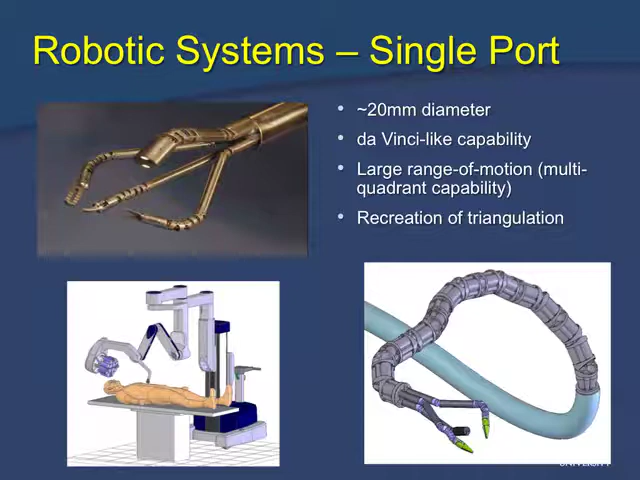 Robotic Systems – Single Port
• ~20mm diameter
• da Vinci-like capability
• Large range-of-motion (multi-
quadrant capability)
• Recreation of triangulation